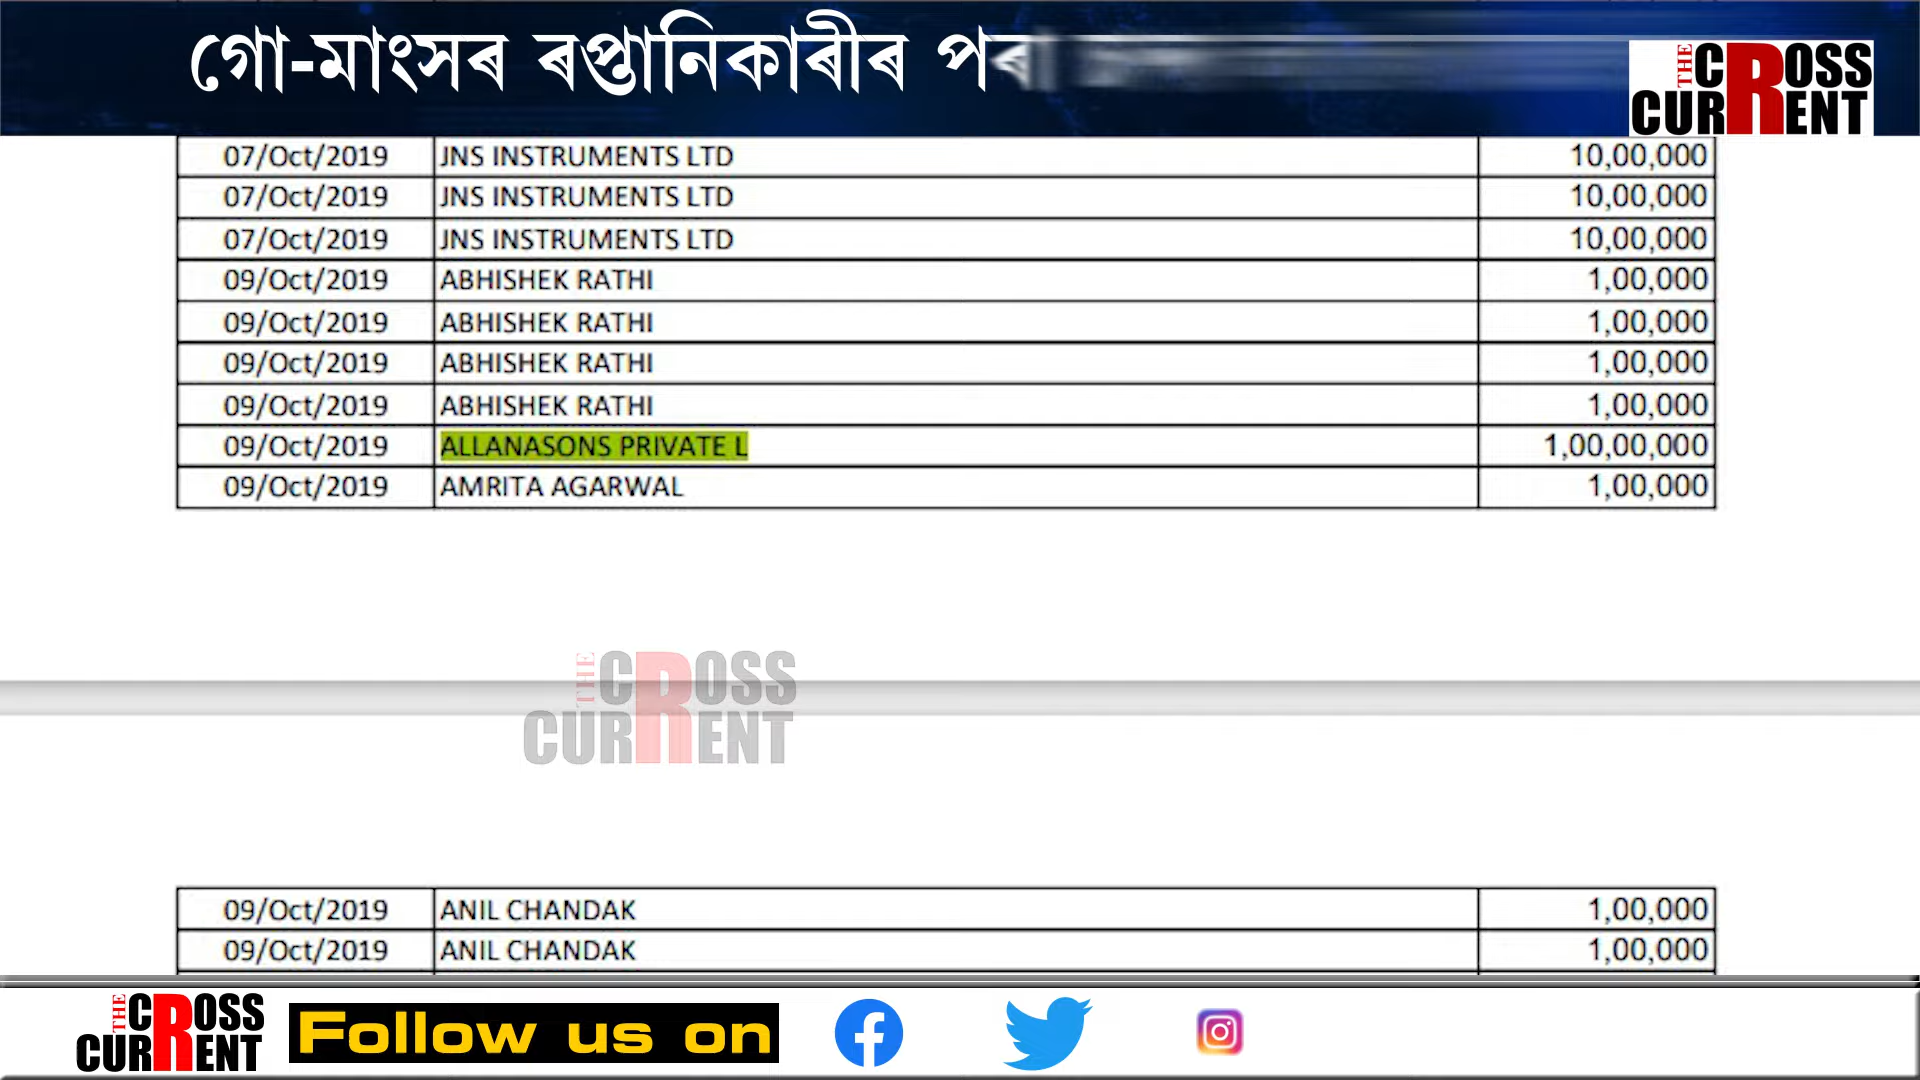 গো-মাংসৰ ৰপ্তানিকাৰীৰ পৰ
THE CROSS CURRENT
07/Oct/2019 JNS INSTRUMENTS LTD 10,00,000
07/Oct/2019 JNS INSTRUMENTS LTD 10,00,000
07/Oct/2019 JNS INSTRUMENTS LTD 10,00,000
09/Oct/2019 ABHISHEK RATHI 1,00,000
09/Oct/2019 ABHISHEK RATHI 1,00,000
09/Oct/2019 ABHISHEK RATHI 1,00,000
09/Oct/2019 ABHISHEK RATHI 1,00,000
09/Oct/2019 ALLANASONS PRIVATE L 1,00,00,000
09/Oct/2019 AMRITA AGARWAL 1,00,000
THE CROSS CURRENT
09/Oct/2019 ANIL CHANDAK 1,00,000
09/Oct/2019 ANIL CHANDAK 1,00,000
THE CROSS CURRENT
Follow us on